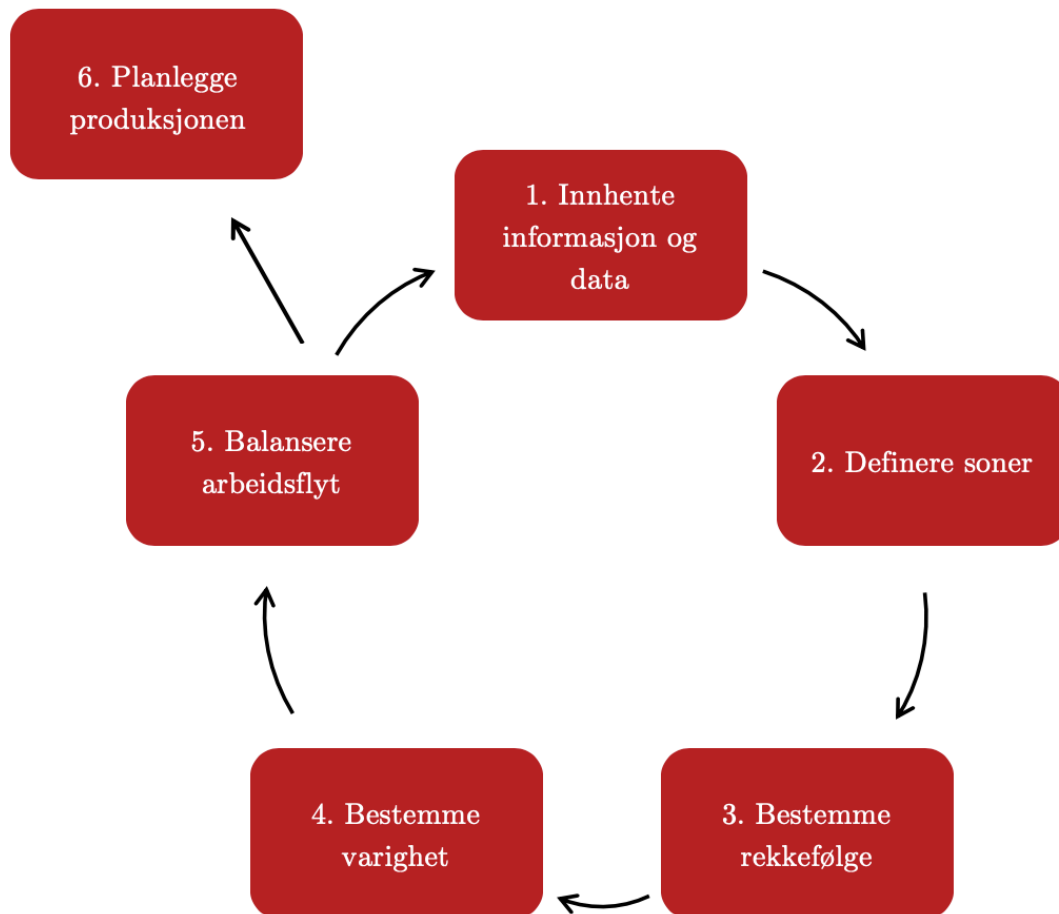 6. Planlegge
produksjonen
1. Innhente
informasjon og
data
5. Balansere
arbeidsflyt
2. Definere soner
4. Bestemme
varighet
3. Bestemme
rekkefølge